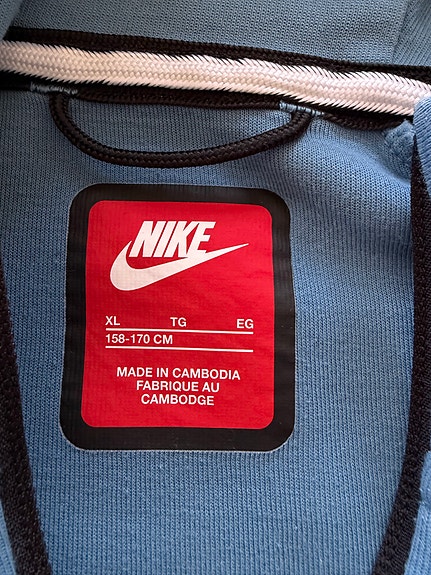 NIKE
XL TG EG
158-170 CM
MADE IN CAMBODIA
FABRIQUE AU
CAMBODGE